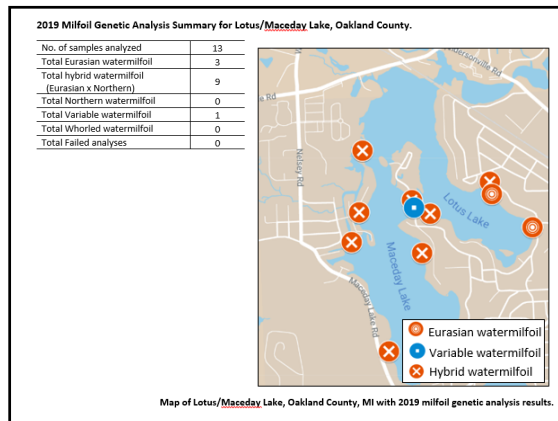 2019 Milfoil Genetic Analysis Summary for Lotus/Maceday Lake, Oakland County.
No. of samples analyzed 13
Total Eurasian watermilfoil 3
Total hybrid watermilfoil 9
(Eurasian x Northern)
Total Northern watermilfoil 0
Total Variable watermilfoil 1
Total Whorled watermilfoil 0
Total Failed analyses 0
dersonville Rd
e Rd
Nelsey Rd
Lotus Lake
Maceday Lake
Maceday Lake Rd
Eurasian watermilfoil
Variable watermilfoil
Hybrid watermilfoil
Map of Lotus/Maceday Lake, Oakland County, MI with 2019 milfoil genetic analysis results.